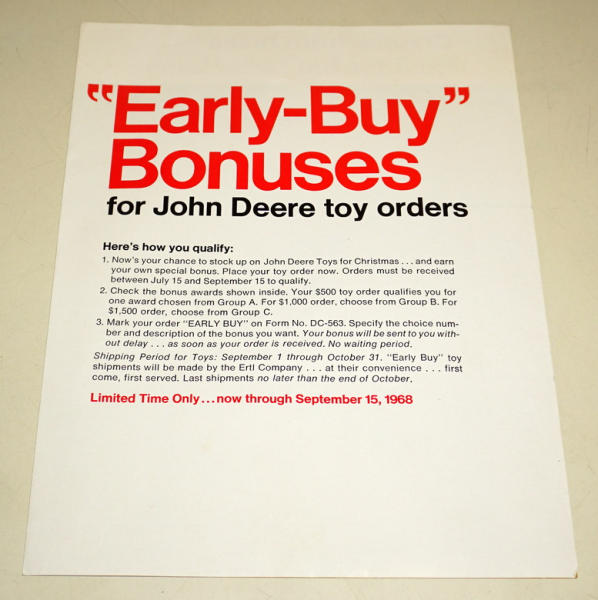 "Early-Buy"
Bonuses
for John Deere toy orders
Here's how you qualify:
1. Now's your chance to stock up on John Deere Toys for Christmas . . . and earn
your own special bonus. Place your toy order now. Orders must be received
between July 15 and September 15 to qualify.
2. Check the bonus awards shown inside. Your $500 toy order qualifies you for
one award chosen from Group A. For $1,000 order, choose from Group B. For
$1,500 order, choose from Group C.
3. Mark your order "EARLY BUY" on Form No. DC-563. Specify the choice num-
ber and description of the bonus you want. Your bonus will be sent to you with-
out delay . . . as soon as your order is received. No waiting period.
Shipping Period for Toys: September 1 through October 31. "Early Buy" toy
shipments will be made by the Ertl Company . . . at their convenience . . . first
come, first served. Last shipments no later than the end of October.
Limited Time Only...now through September 15, 1968